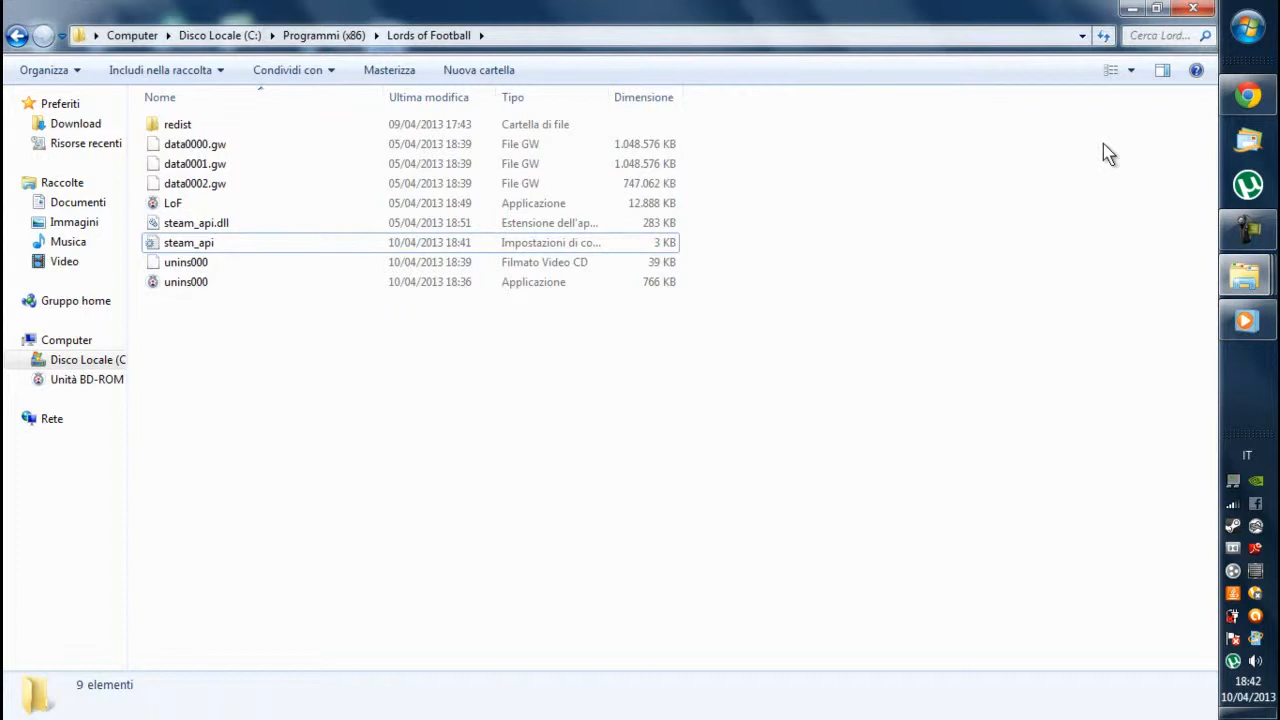 Computer Disco Locale (C:) Programmi (x86) Lords of Football Cerca Lord...
Organizza Includi nella raccolta Condividi con Masterizza Nuova cartella
Nome Ultima modifica Tipo Dimensione
Preferiti
Download
Risorse recenti
Raccolte
Documenti
Immagini
Musica
Video
Gruppo home
Computer
Disco Locale (C
Unità BD-ROM
Rete
redist 09/04/2013 17:43 Cartella di file
data0000.gw 05/04/2013 18:39 File GW 1.048.576 KB
data0001.gw 05/04/2013 18:39 File GW 1.048.576 KB
data0002.gw 05/04/2013 18:39 File GW 747.062 KB
LoF 05/04/2013 18:49 Applicazione 12.888 KB
steam_api.dll 05/04/2013 18:51 Estensione dell'ap... 283 KB
steam_api 10/04/2013 18:41 Impostazioni di co... 3 KB
unins000 10/04/2013 18:39 Filmato Video CD 39 KB
unins000 10/04/2013 18:36 Applicazione 766 KB
9 elementi
IT
18:42
10/04/2013